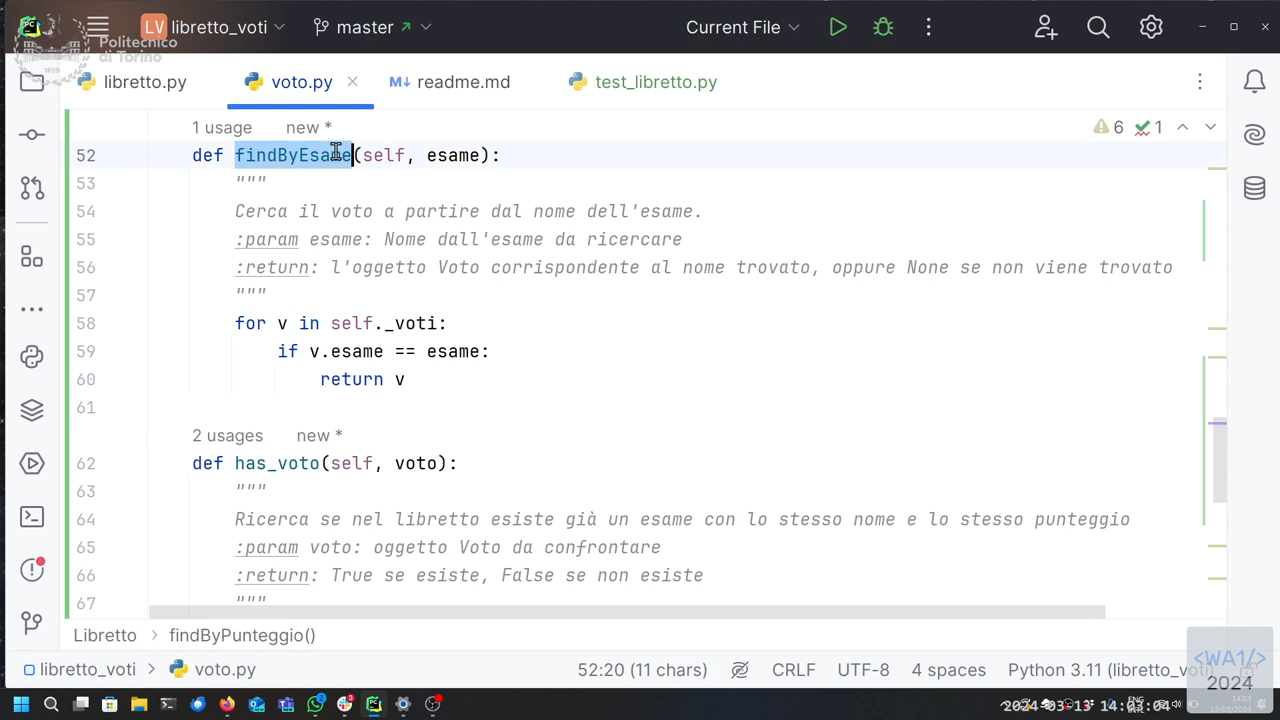 LV libretto_voti master Current File
Politecnico
di Torino
libretto.py voto.py readme.md test_libretto.py
1 usage new * 6 1
52 def findByEsame(self, esame):
53 """
54 Cerca il voto a partire dal nome dell'esame.
55 :param esame: Nome dall'esame da ricercare
56 :return: l'oggetto Voto corrispondente al nome trovato, oppure None se non viene trovato
57 """
58 for v in self._voti:
59 if v.esame == esame:
60 return v
61
2 usages new *
62 def has_voto(self, voto):
63 """
64 Ricerca se nel libretto esiste già un esame con lo stesso nome e lo stesso punteggio
65 :param voto: oggetto Voto da confrontare
66 :return: True se esiste, False se non esiste
67 """
Libretto findByPunteggio()
libretto_voti voto.py 52:20 (11 chars) CRLF UTF-8 4 spaces Python 3.11 (libretto_voti)
<WA1/>
2024